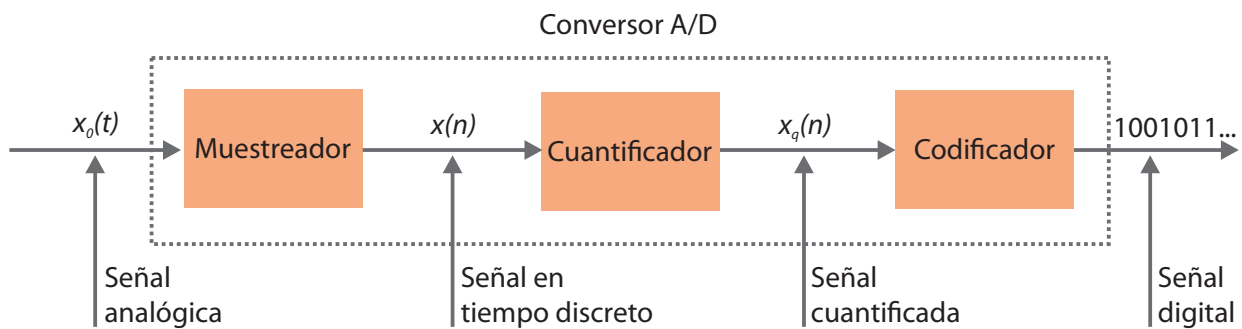 Conversor A/D
x₀(t)
Muestreador
x(n)
Cuantificador
x_q(n)
Codificador
1001011...
Señal
analógica
Señal en
tiempo discreto
Señal
cuantificada
Señal
digital